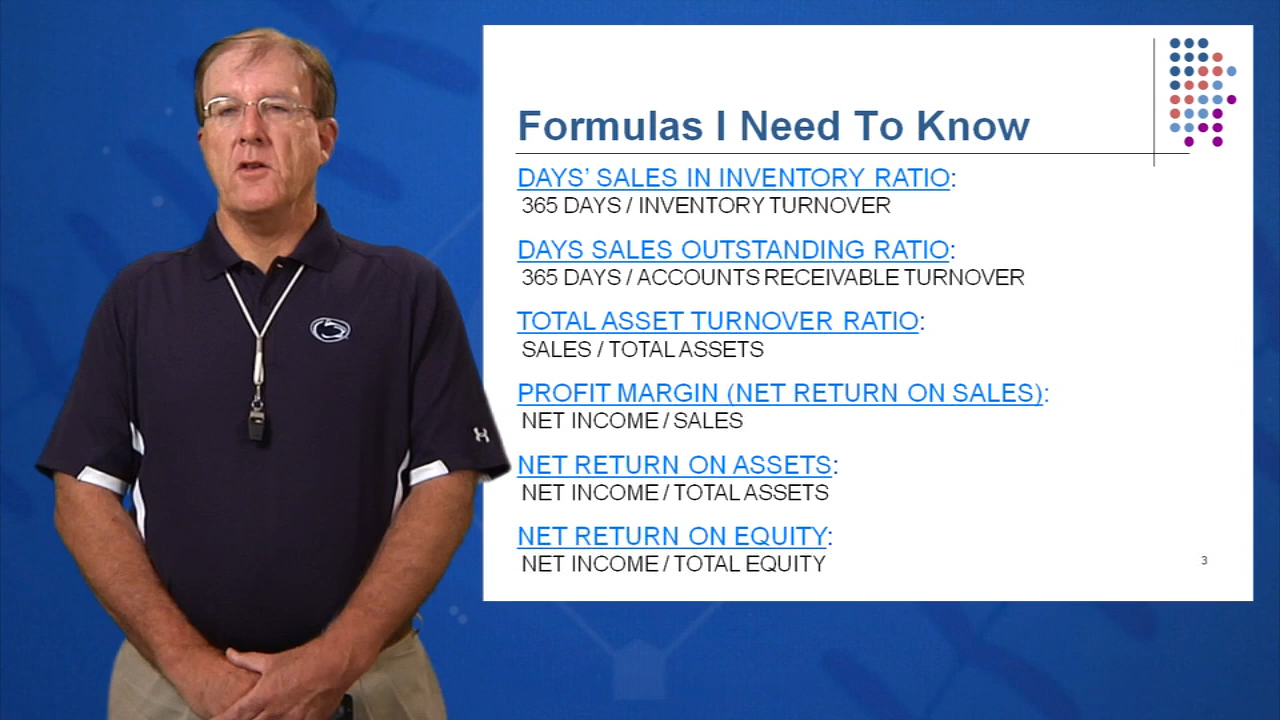 Formulas I Need To Know
DAYS' SALES IN INVENTORY RATIO:
365 DAYS / INVENTORY TURNOVER
DAYS SALES OUTSTANDING RATIO:
365 DAYS / ACCOUNTS RECEIVABLE TURNOVER
TOTAL ASSET TURNOVER RATIO:
SALES / TOTAL ASSETS
PROFIT MARGIN (NET RETURN ON SALES):
NET INCOME / SALES
NET RETURN ON ASSETS:
NET INCOME / TOTAL ASSETS
NET RETURN ON EQUITY:
NET INCOME / TOTAL EQUITY
3